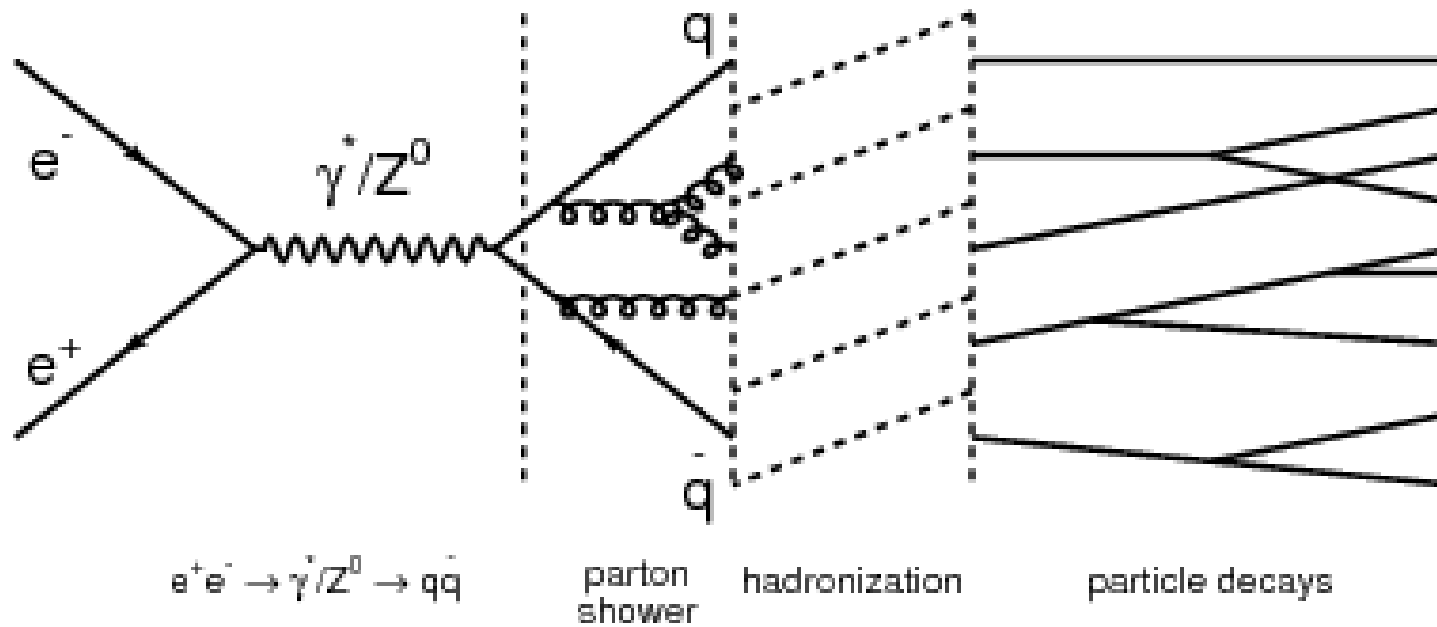 q
e⁻
γ*/Z⁰
e⁺
q̄
e⁺e⁻ → γ*/Z⁰ → qq̄
parton
shower
hadronization
particle decays